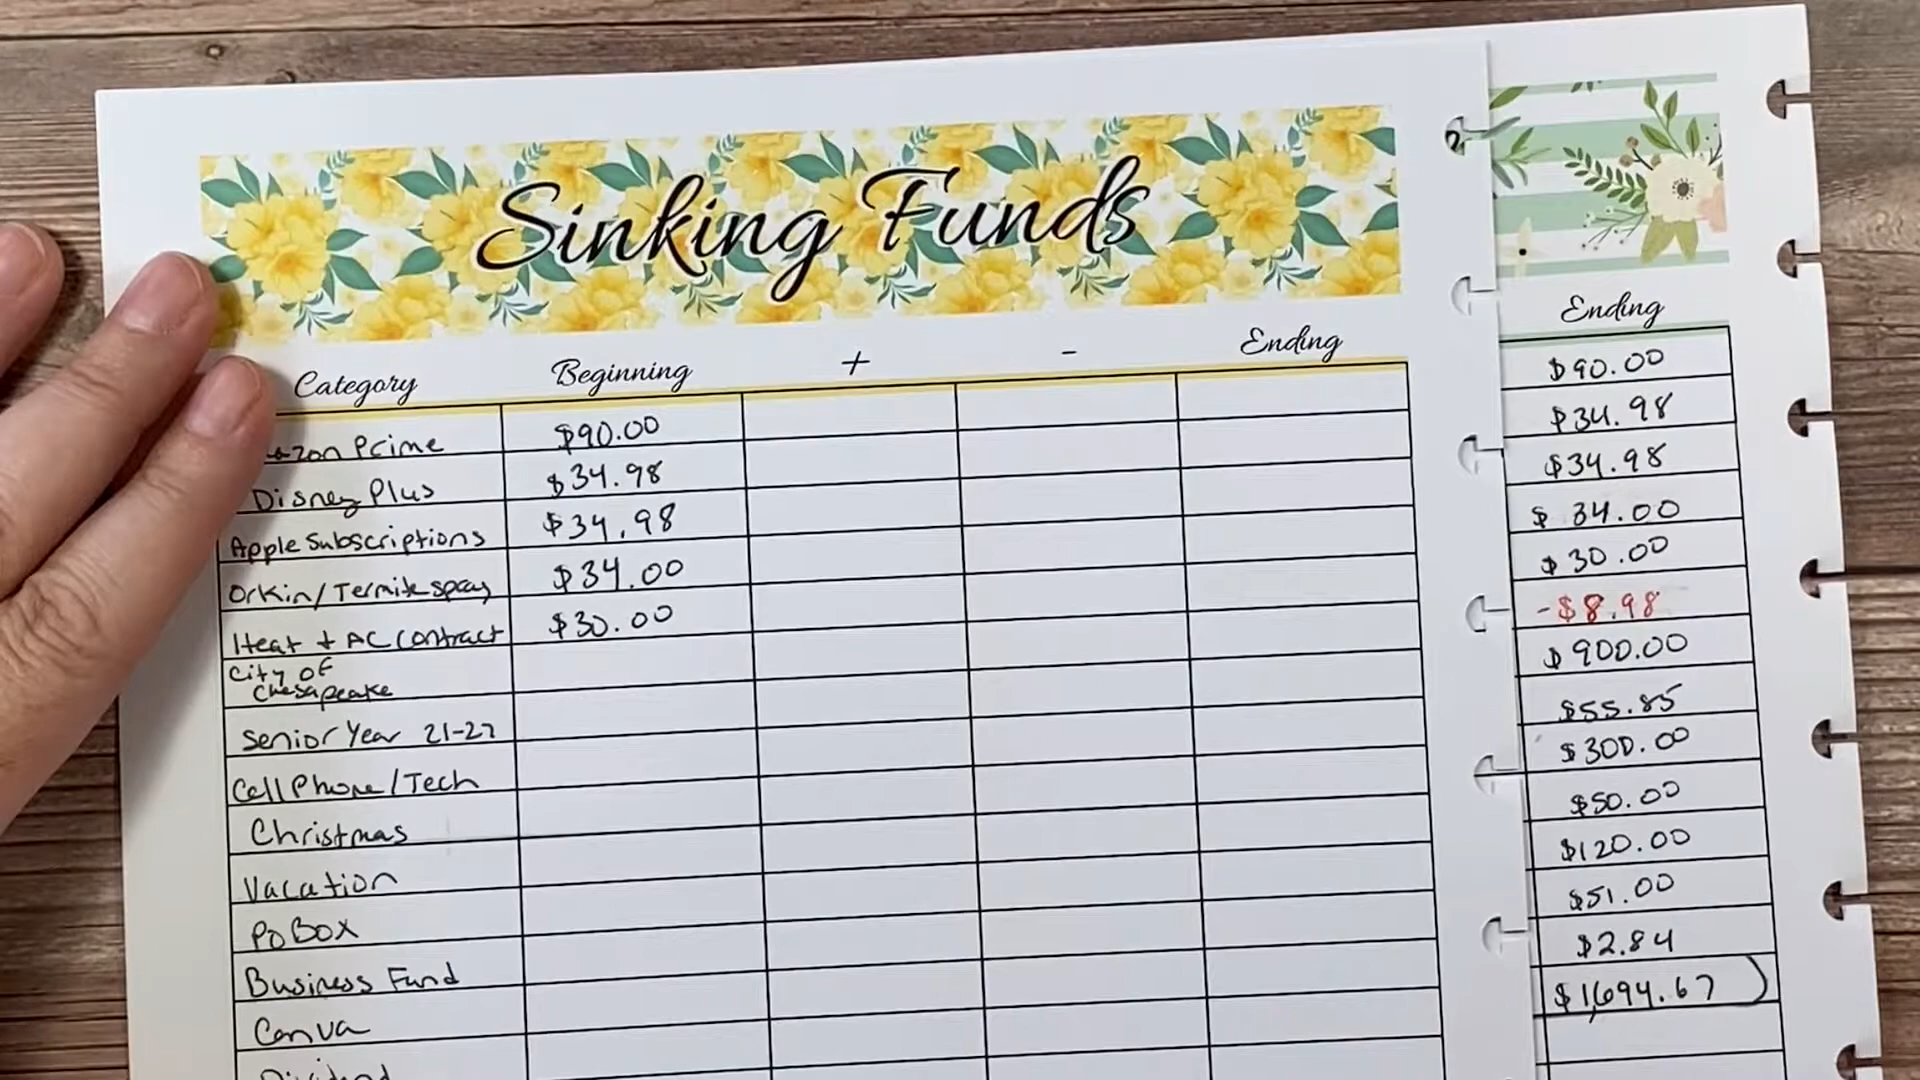 Sinking Funds
Category Beginning + - Ending
azon Prime $90.00
Disney Plus $34.98
Apple Subscriptions $34.98
Orkin/Termite spray $34.00
Heat + AC Contract $30.00
City of
Chesapeake
Senior Year 21-22
Cell Phone/Tech
Christmas
Vacation
Po Box
Business Fund
Canva
Dividend
Ending
$90.00
$34.98
$34.98
$34.00
$30.00
-$8.98
$900.00
$55.85
$300.00
$50.00
$120.00
$51.00
$2.84
$1,694.67